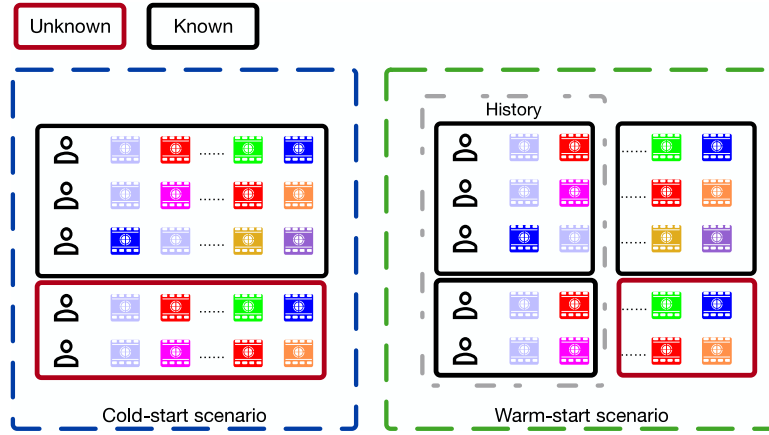 Unknown
Known
History
Cold-start scenario
Warm-start scenario